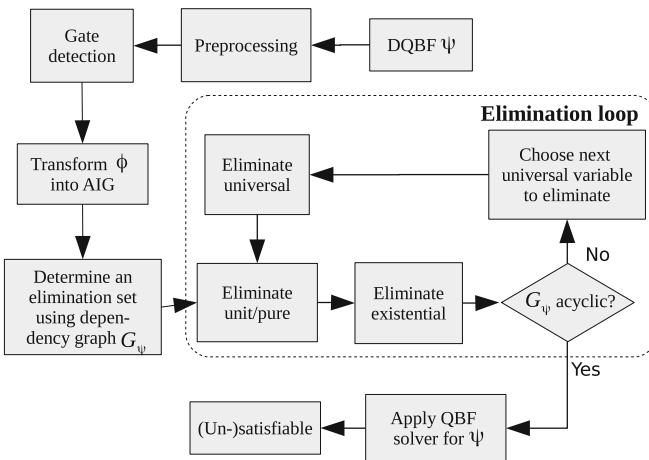 Gate
detection
Preprocessing
DQBF ψ
Elimination loop
Transform ϕ
into AIG
Eliminate
universal
Choose next
universal variable
to eliminate
No
Determine an
elimination set
using depen-
dency graph Gψ
Eliminate
unit/pure
Eliminate
existential
Gψ acyclic?
Yes
(Un-)satisfiable
Apply QBF
solver for ψ